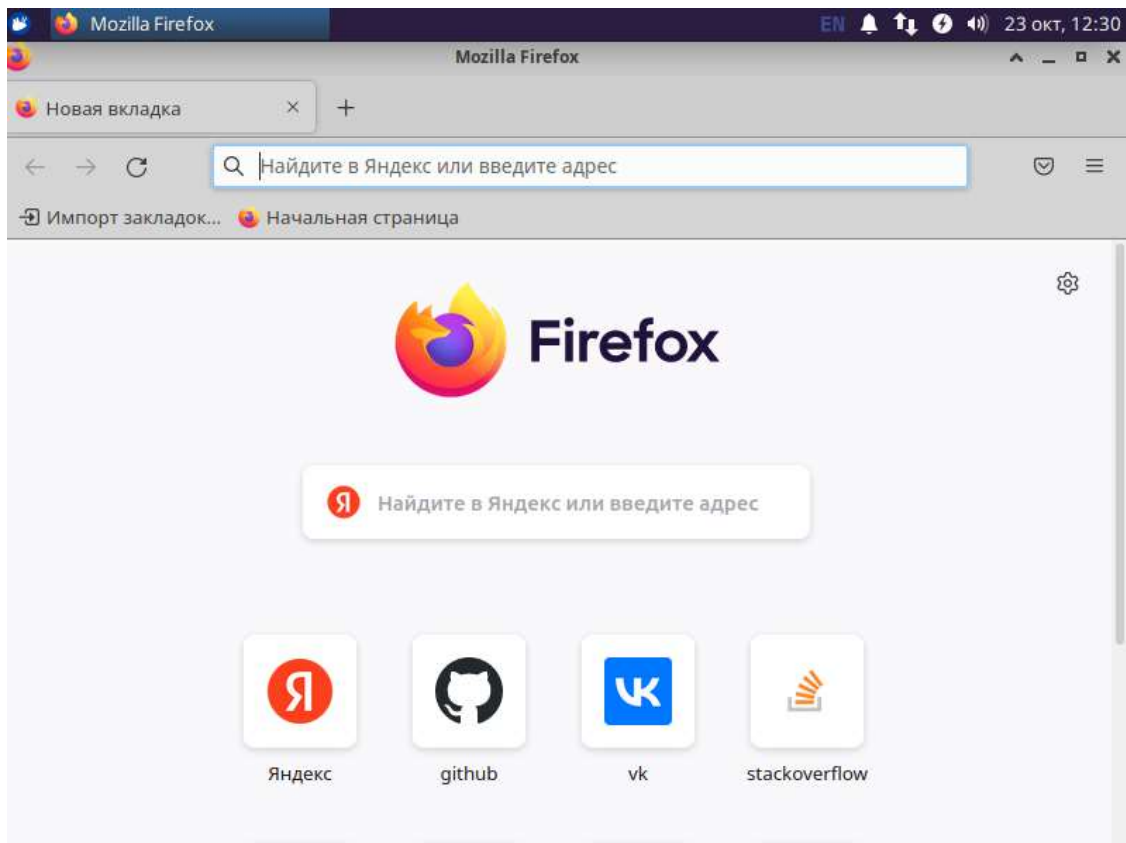 Mozilla Firefox EN 23 окт, 12:30
Mozilla Firefox
Новая вкладка
Найдите в Яндекс или введите адрес
Импорт закладок... Начальная страница
Firefox
Я Найдите в Яндекс или введите адрес
Я VK
Яндекс github vk stackoverflow